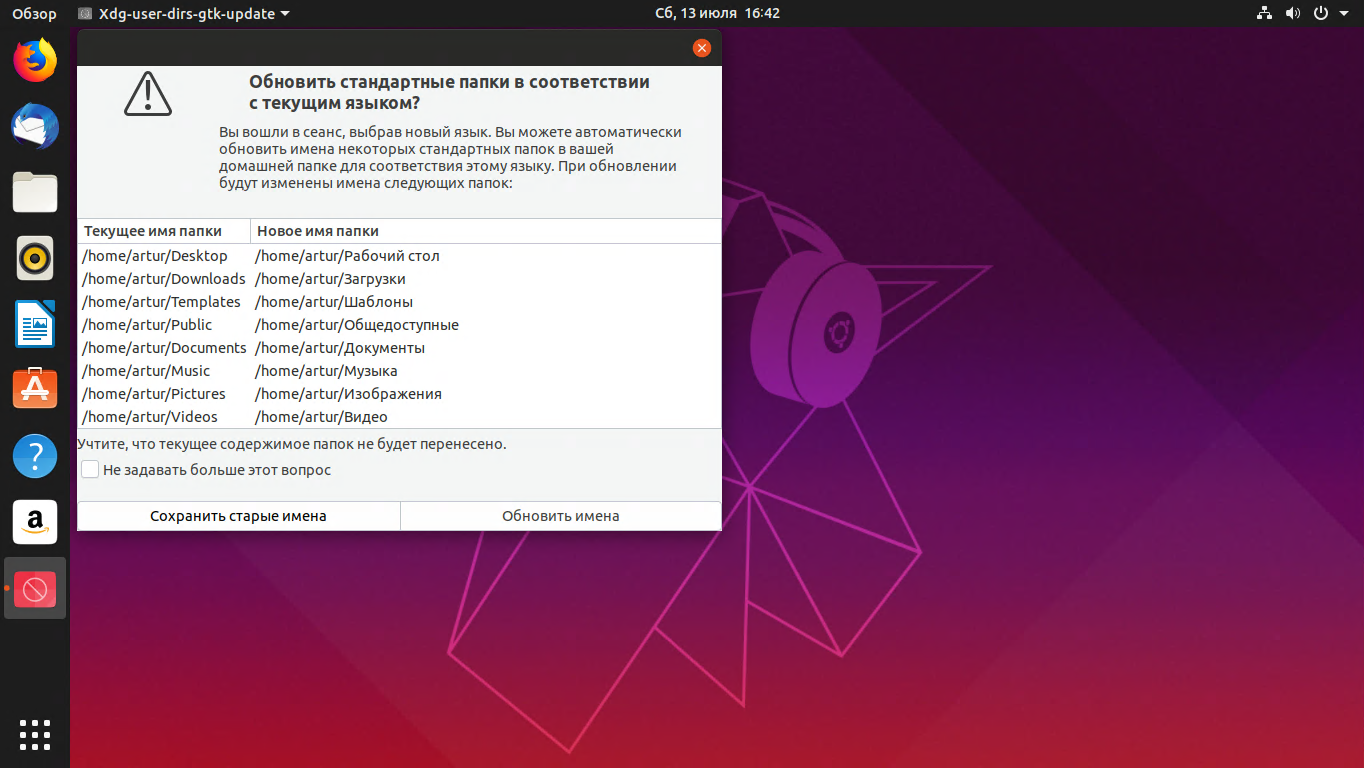 Обзор
Xdg-user-dirs-gtk-update
Сб, 13 июля 16:42
Обновить стандартные папки в соответствии
с текущим языком?
Вы вошли в сеанс, выбрав новый язык. Вы можете автоматически
обновить имена некоторых стандартных папок в вашей
домашней папке для соответствия этому языку. При обновлении
будут изменены имена следующих папок:
Текущее имя папки Новое имя папки
/home/artur/Desktop /home/artur/Рабочий стол
/home/artur/Downloads /home/artur/Загрузки
/home/artur/Templates /home/artur/Шаблоны
/home/artur/Public /home/artur/Общедоступные
/home/artur/Documents /home/artur/Документы
/home/artur/Music /home/artur/Музыка
/home/artur/Pictures /home/artur/Изображения
/home/artur/Videos /home/artur/Видео
Учтите, что текущее содержимое папок не будет перенесено.
Не задавать больше этот вопрос
Сохранить старые имена Обновить имена
?
a